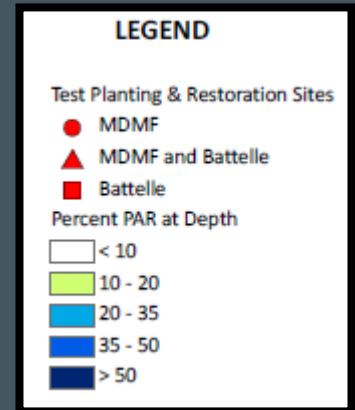 LEGEND
Test Planting & Restoration Sites
MDMF
MDMF and Battelle
Battelle
Percent PAR at Depth
< 10
10 - 20
20 - 35
35 - 50
> 50